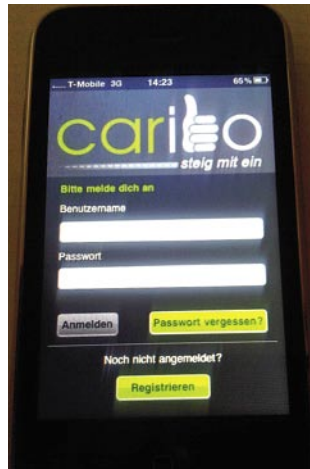 T-Mobile 3G 14:23 65%
caribo
steig mit ein
Bitte melde dich an
Benutzername
Passwort
Anmelden Passwort vergessen?
Noch nicht angemeldet?
Registrieren